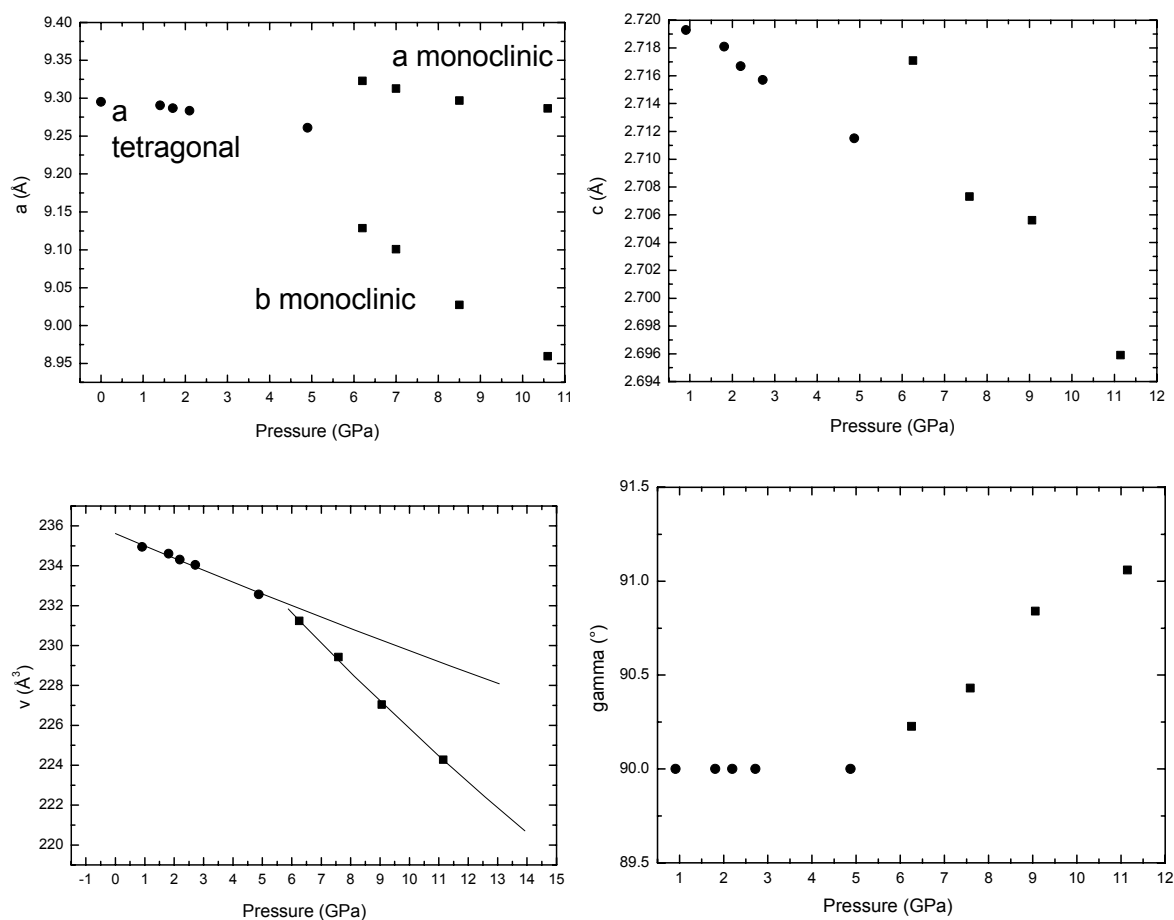 9.40
9.35
9.30
9.25
9.20
9.15
9.10
9.05
9.00
8.95
a (Å)
a monoclinic
a
tetragonal
b monoclinic
0 1 2 3 4 5 6 7 8 9 10 11
Pressure (GPa)
2.720
2.718
2.716
2.714
2.712
2.710
2.708
2.706
2.704
2.702
2.700
2.698
2.696
2.694
c (Å)
1 2 3 4 5 6 7 8 9 10 11 12
Pressure (GPa)
236
234
232
230
228
226
224
222
220
v (Å³)
-1 0 1 2 3 4 5 6 7 8 9 10 11 12 13 14 15
Pressure (GPa)
91.5
91.0
90.5
90.0
89.5
gamma (°)
1 2 3 4 5 6 7 8 9 10 11 12
Pressure (GPa)